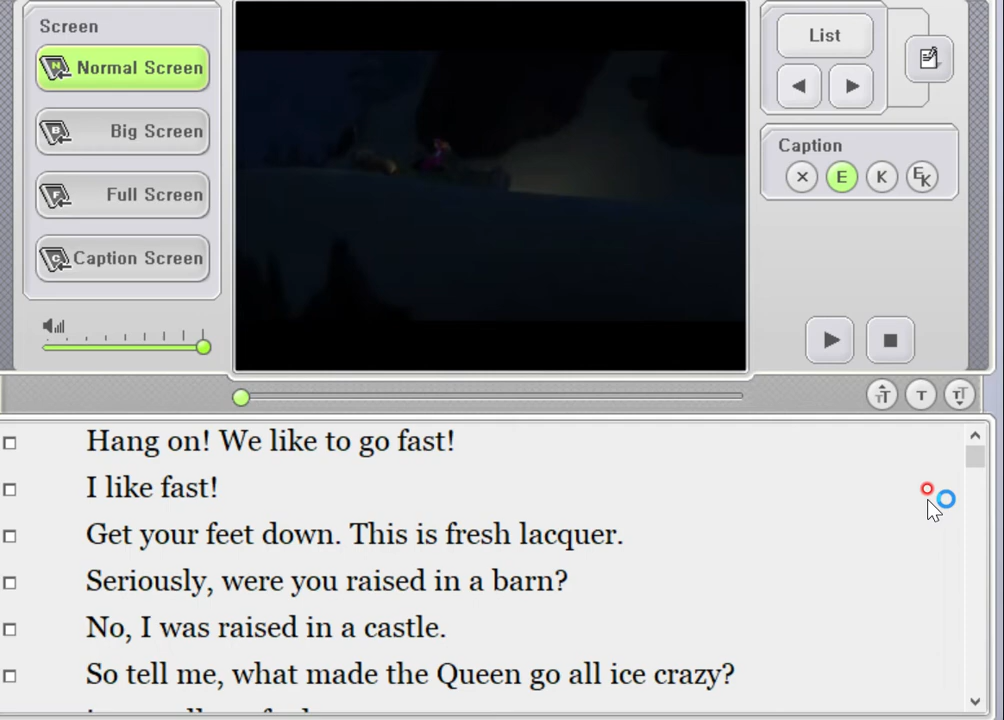 Screen
Normal Screen
Big Screen
Full Screen
Caption Screen
List
Caption
× E K EK
T T T
Hang on! We like to go fast!
I like fast!
Get your feet down. This is fresh lacquer.
Seriously, were you raised in a barn?
No, I was raised in a castle.
So tell me, what made the Queen go all ice crazy?